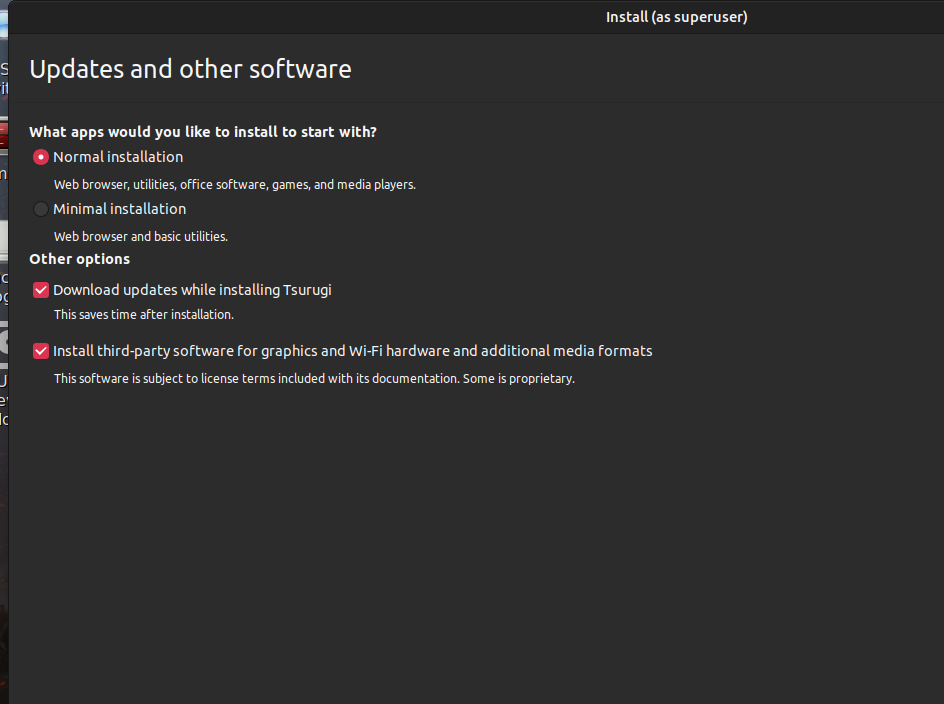 Install (as superuser)
Updates and other software
What apps would you like to install to start with?
Normal installation
Web browser, utilities, office software, games, and media players.
Minimal installation
Web browser and basic utilities.
Other options
Download updates while installing Tsurugi
This saves time after installation.
Install third-party software for graphics and Wi-Fi hardware and additional media formats
This software is subject to license terms included with its documentation. Some is proprietary.